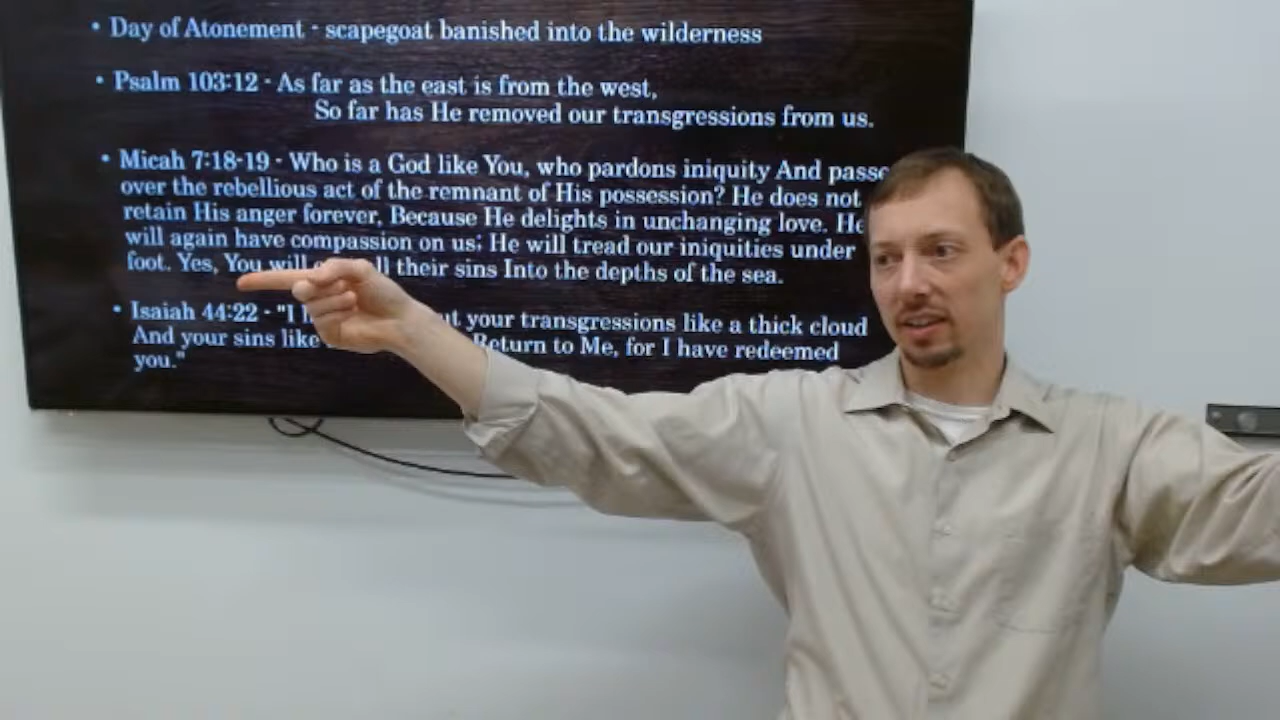 • Day of Atonement - scapegoat banished into the wilderness
• Psalm 103:12 - As far as the east is from the west,
So far has He removed our transgressions from us.
• Micah 7:18-19 - Who is a God like You, who pardons iniquity And
over the rebellious act of the remnant of His possession? He does not
retain His anger forever, Because He delights in unchanging love. He
will again have compassion on us; He will tread our iniquities under
foot. Yes, You will their sins Into the depths of the sea.
• Isaiah 44:22 - "I your transgressions like a thick cloud
And your sins like Return to Me, for I have redeemed
you."